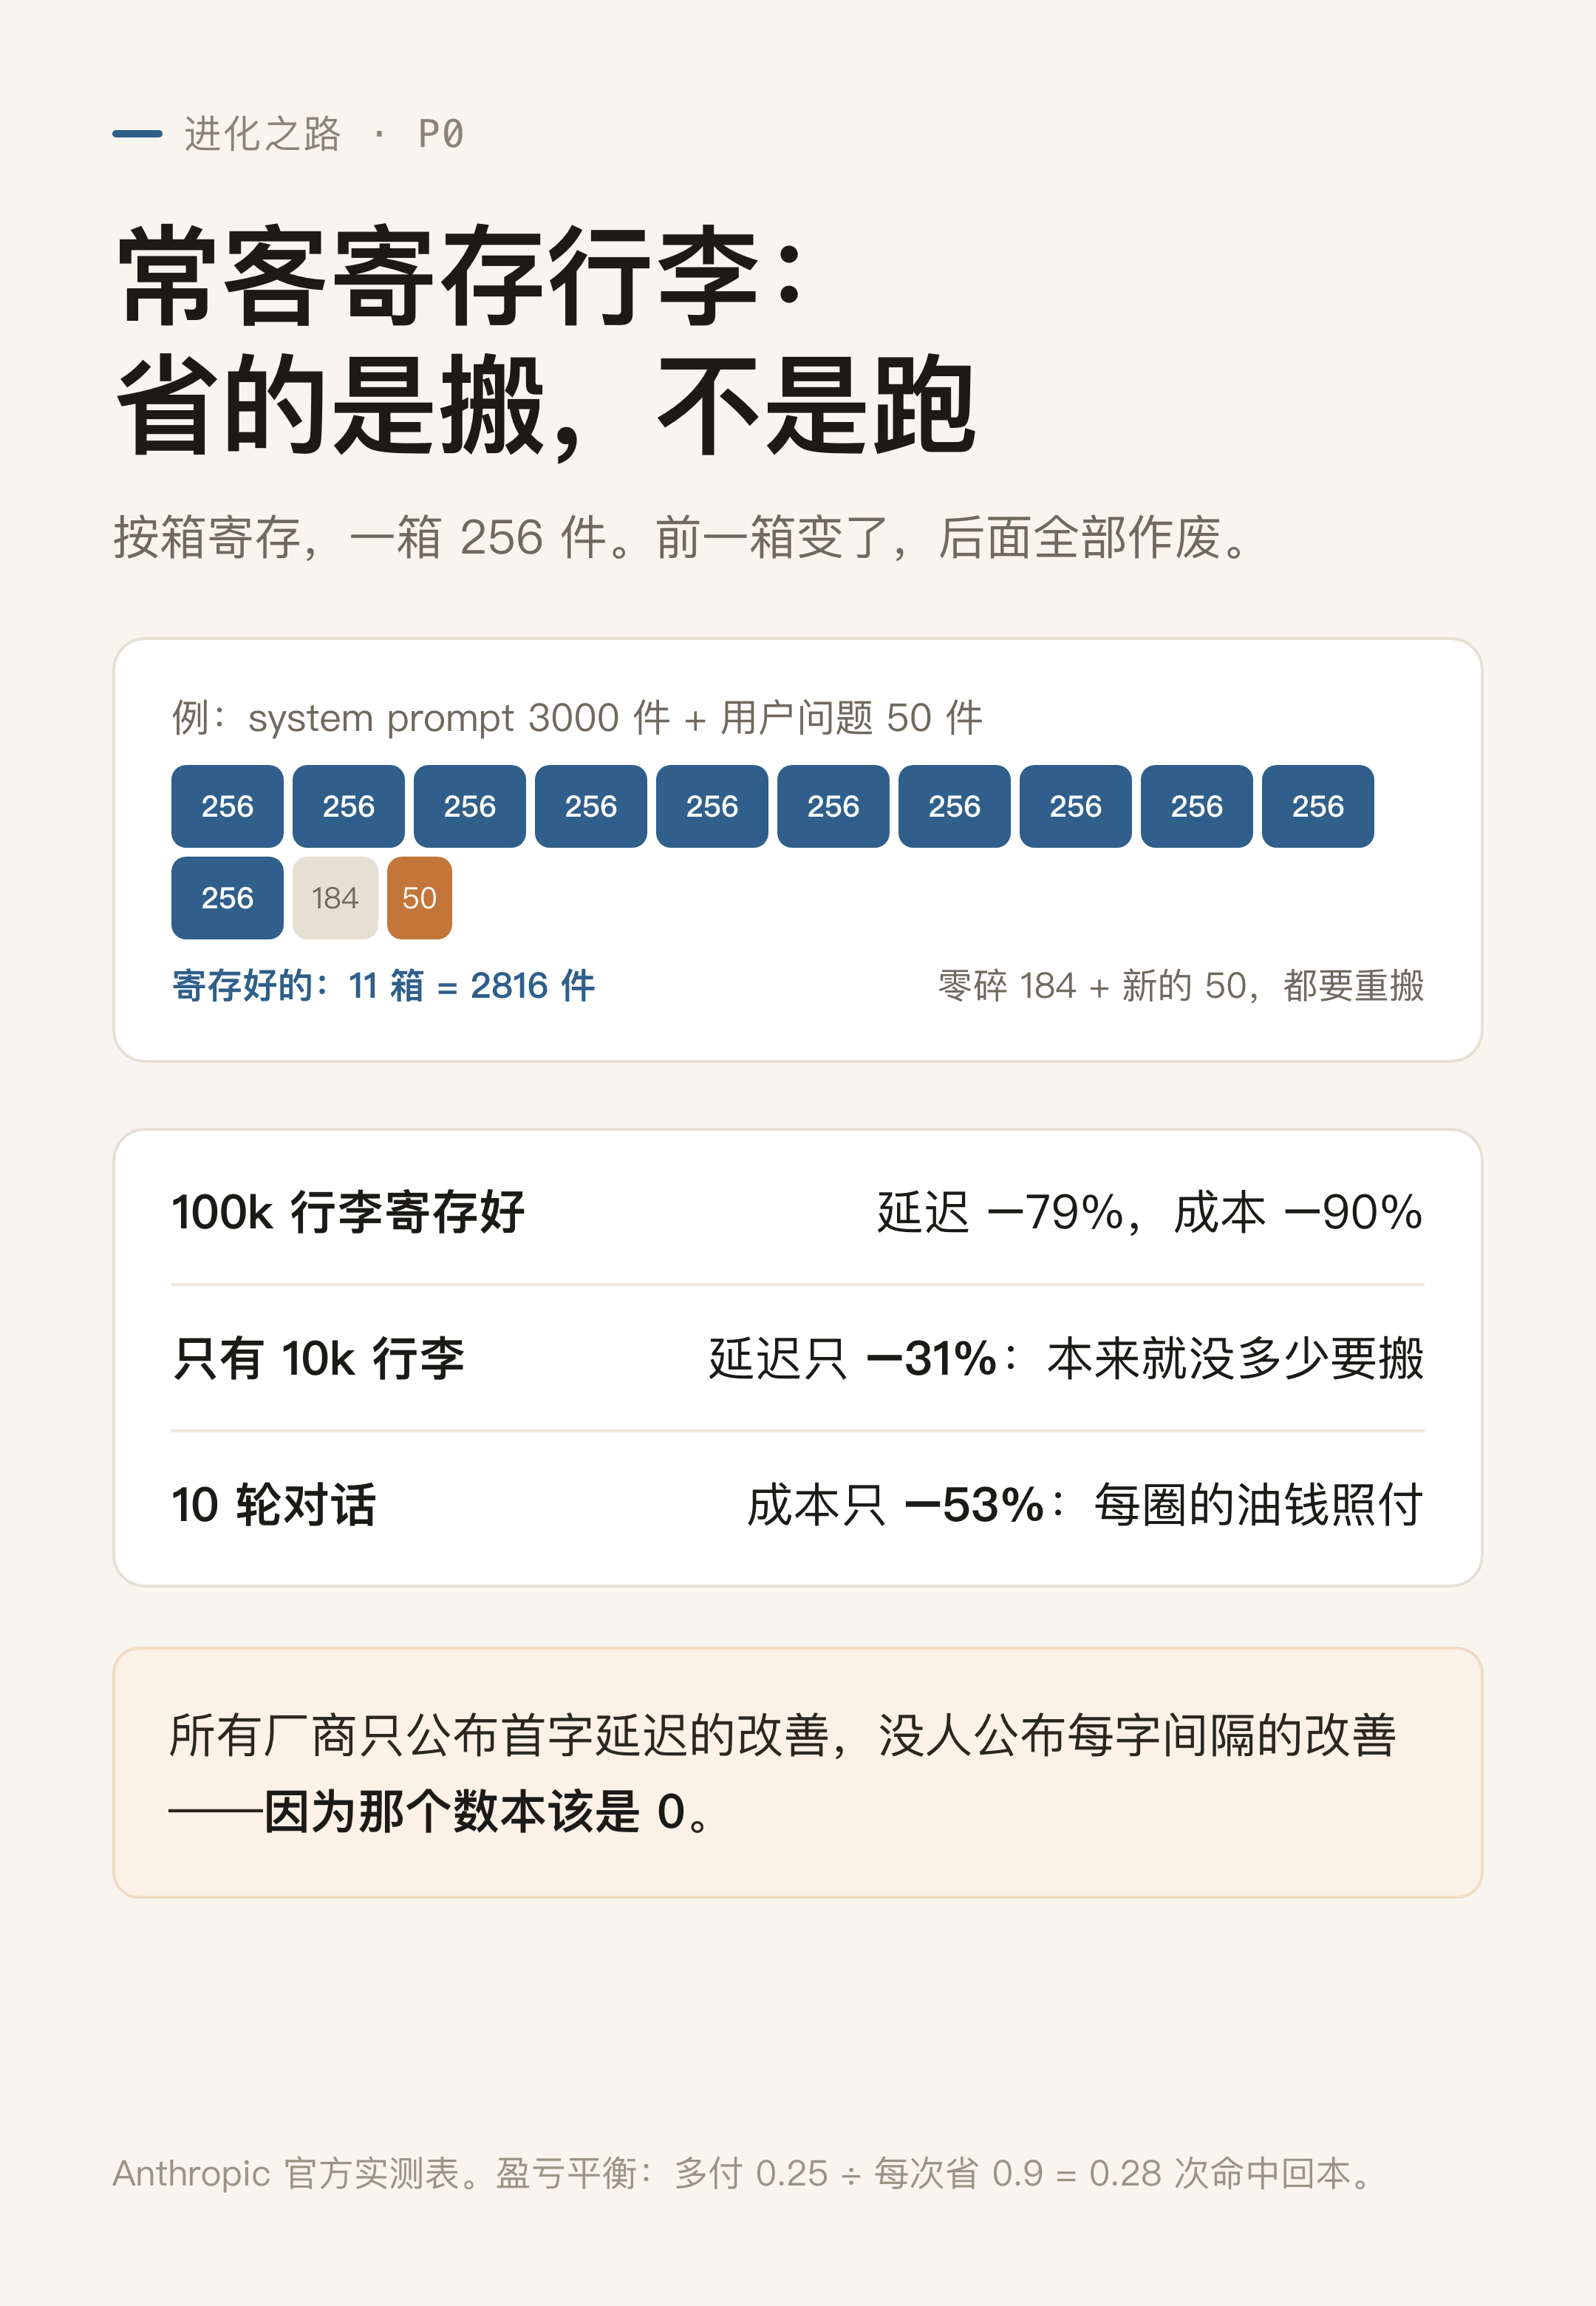 进化之路 · P0
常客寄存行李：
省的是搬，不是跑
按箱寄存，一箱 256 件。前一箱变了，后面全部作废。
例：system prompt 3000 件 + 用户问题 50 件
256 256 256 256 256 256 256 256 256 256
256 184 50
寄存好的：11 箱 = 2816 件 零碎 184 + 新的 50，都要重搬
100k 行李寄存好 延迟 −79%，成本 −90%
只有 10k 行李 延迟只 −31%：本来就没多少要搬
10 轮对话 成本只 −53%：每圈的油钱照付
所有厂商只公布首字延迟的改善，没人公布每字间隔的改善
——因为那个数本该是 0。
Anthropic 官方实测表。盈亏平衡：多付 0.25 ÷ 每次省 0.9 = 0.28 次命中回本。